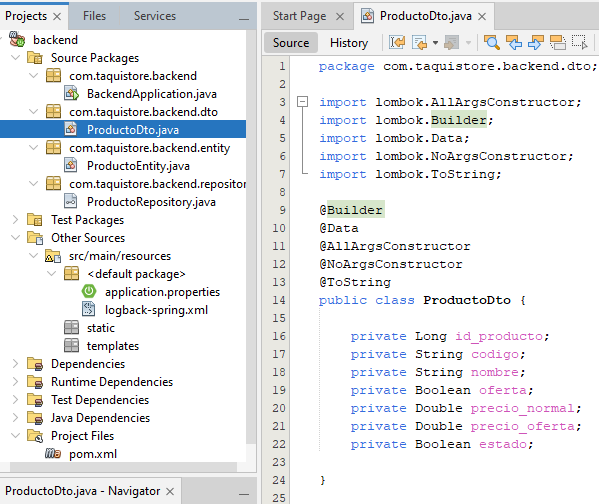 Projects
Files
Services
backend
Source Packages
com.taquistore.backend
BackendApplication.java
com.taquistore.backend.dto
ProductoDto.java
com.taquistore.backend.entity
ProductoEntity.java
com.taquistore.backend.repositor
ProductoRepository.java
Test Packages
Other Sources
src/main/resources
<default package>
application.properties
logback-spring.xml
static
templates
Dependencies
Runtime Dependencies
Test Dependencies
Java Dependencies
Project Files
pom.xml
ProductoDto.java - Navigator
Start Page
ProductoDto.java
Source
History
1 package com.taquistore.backend.dto;
2
3 import lombok.AllArgsConstructor;
4 import lombok.Builder;
5 import lombok.Data;
6 import lombok.NoArgsConstructor;
7 import lombok.ToString;
8
9 @Builder
10 @Data
11 @AllArgsConstructor
12 @NoArgsConstructor
13 @ToString
14 public class ProductoDto {
15
16 private Long id_producto;
17 private String codigo;
18 private String nombre;
19 private Boolean oferta;
20 private Double precio_normal;
21 private Double precio_oferta;
22 private Boolean estado;
23
24 }
25